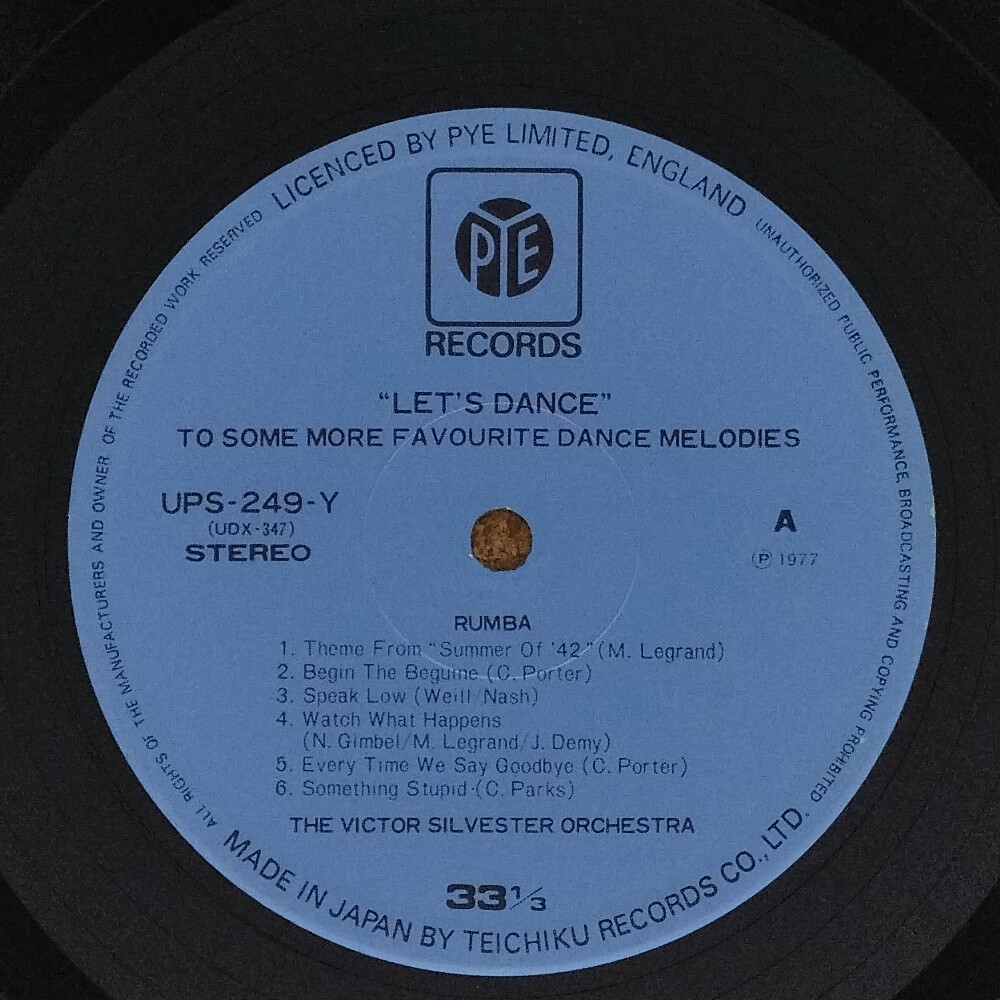 LICENCED BY PYE LIMITED, ENGLAND
UNAUTHORIZED PUBLIC PERFORMANCE, BROADCASTING AND COPYING PROHIBITED
ALL RIGHTS OF THE MANUFACTURERS AND OWNER OF THE RECORDED WORK RESERVED
PYE
RECORDS
“LET'S DANCE”
TO SOME MORE FAVOURITE DANCE MELODIES
UPS-249-Y
(UDX-347)
STEREO
A
Ⓟ 1977
RUMBA
1. Theme From “Summer Of '42” (M. Legrand)
2. Begin The Beguine (C. Porter)
3. Speak Low (Weill/Nash)
4. Watch What Happens
(N. Gimbel/M. Legrand/J. Demy)
5. Every Time We Say Goodbye (C. Porter)
6. Something Stupid (C. Parks)
THE VICTOR SILVESTER ORCHESTRA
33 1/3
MADE IN JAPAN BY TEICHIKU RECORDS CO., LTD.